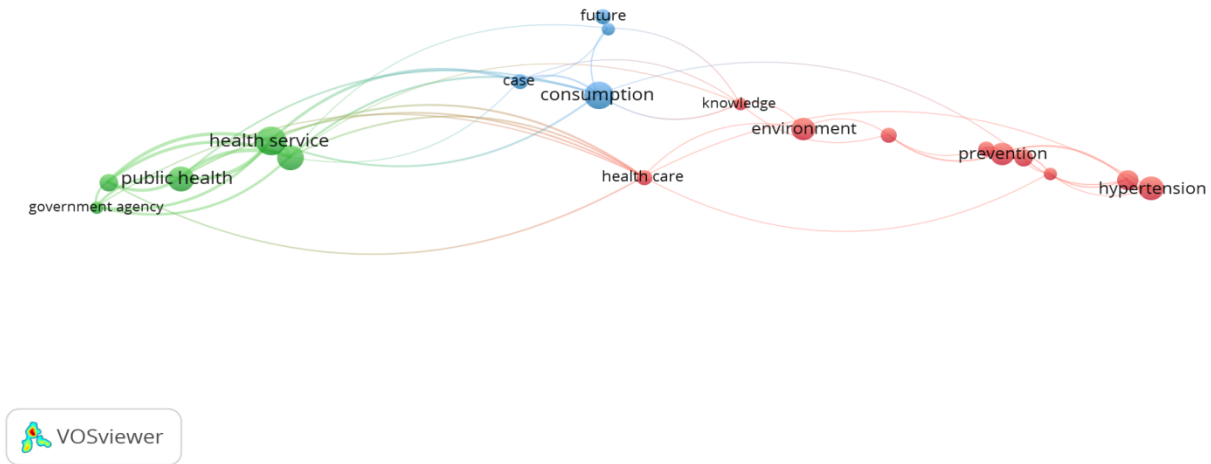 future
case
consumption
knowledge
environment
health service
prevention
public health
health care
hypertension
government agency
VOSviewer